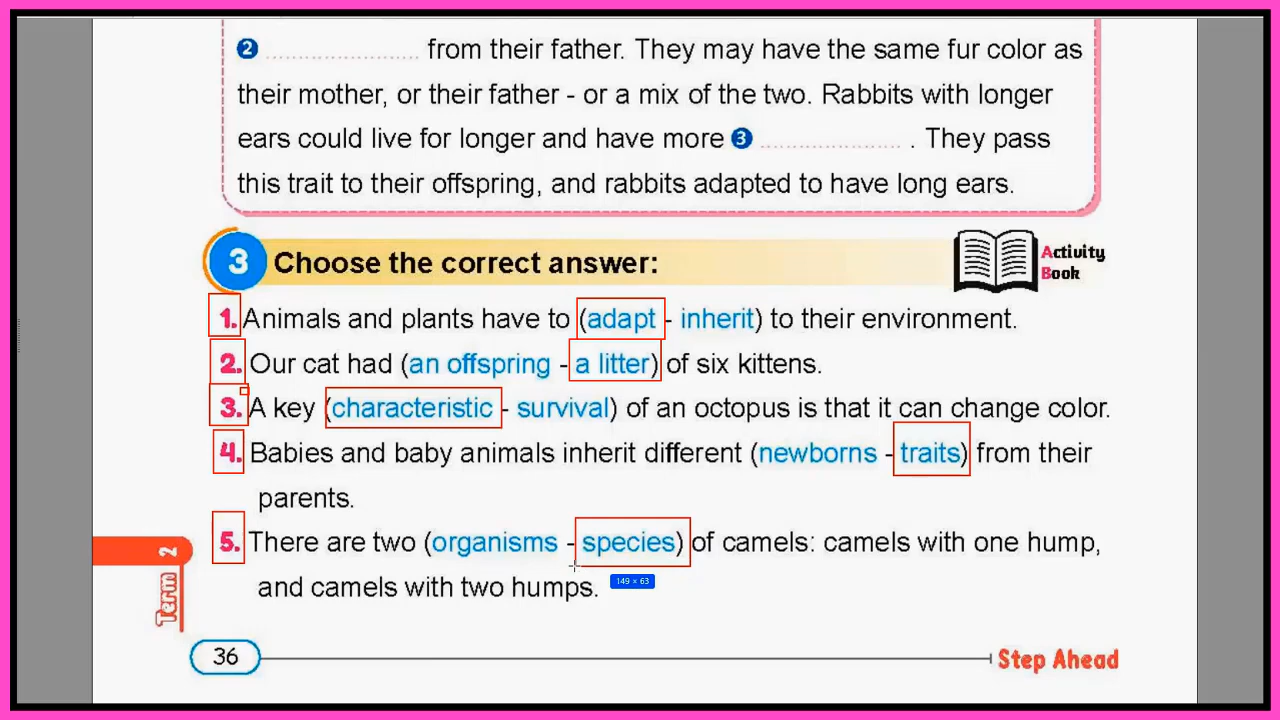 2 .................... from their father. They may have the same fur color as
their mother, or their father - or a mix of the two. Rabbits with longer
ears could live for longer and have more 3 .................... . They pass
this trait to their offspring, and rabbits adapted to have long ears.
3 Choose the correct answer:
Activity
Book
1. Animals and plants have to (adapt - inherit) to their environment.
2. Our cat had (an offspring - a litter) of six kittens.
3. A key (characteristic - survival) of an octopus is that it can change color.
4. Babies and baby animals inherit different (newborns - traits) from their
parents.
5. There are two (organisms - species) of camels: camels with one hump,
and camels with two humps.
149 × 63
Term 2
36
Step Ahead